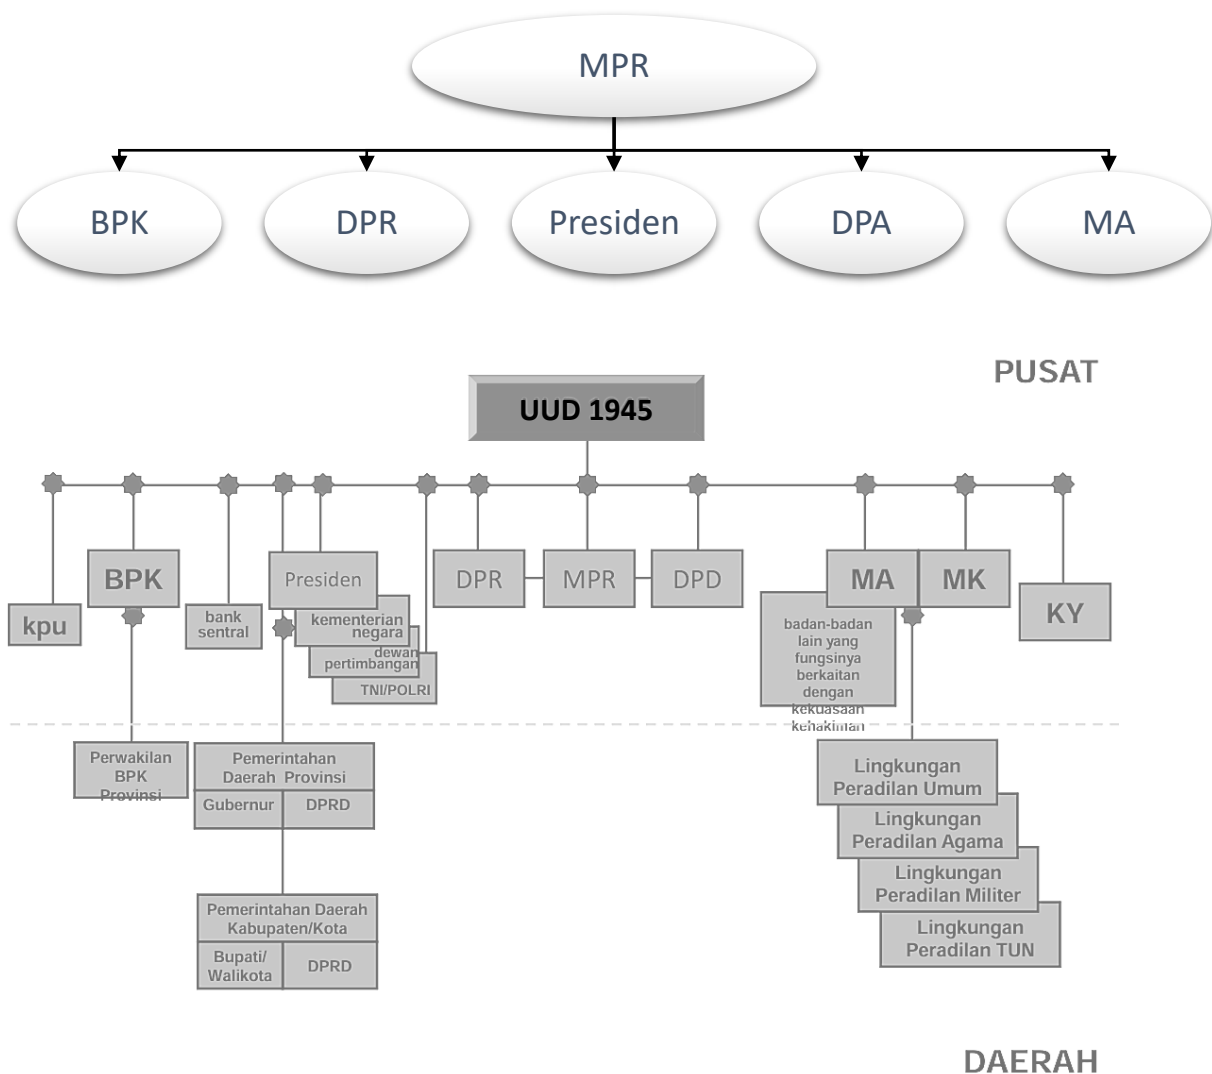 MPR
BPK
DPR
Presiden
DPA
MA
PUSAT
UUD 1945
kpu
BPK
bank
sentral
Presiden
kementerian
negara
dewan
pertimbangan
TNI/POLRI
DPR
MPR
DPD
MA
MK
KY
badan-badan
lain yang
fungsinya
berkaitan
dengan
kekuasaan
kehakiman
Perwakilan
BPK
Provinsi
Pemerintahan
Daerah Provinsi
Gubernur
DPRD
Pemerintahan Daerah
Kabupaten/Kota
Bupati/
Walikota
DPRD
Lingkungan
Peradilan Umum
Lingkungan
Peradilan Agama
Lingkungan
Peradilan Militer
Lingkungan
Peradilan TUN
DAERAH